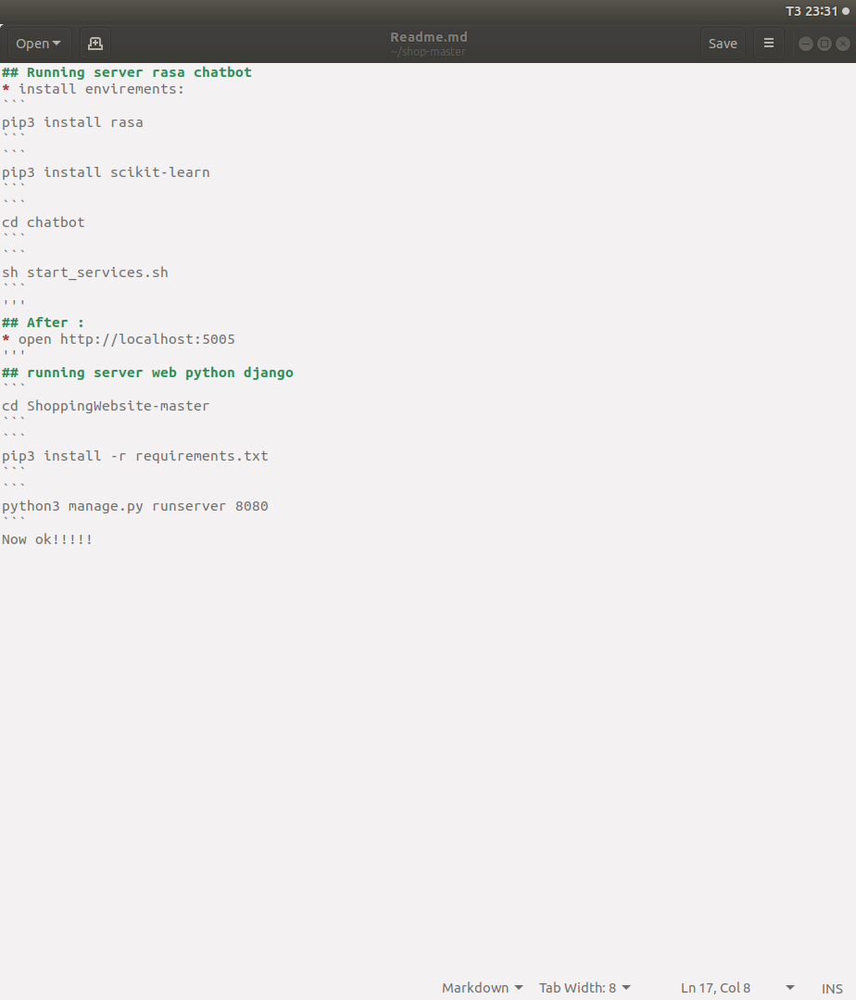 T3 23:31
Open
Readme.md
~/shop-master
Save
## Running server rasa chatbot
* install envirements:
```
pip3 install rasa
```
```
pip3 install scikit-learn
```
```
cd chatbot
```
```
sh start_services.sh
```
'''
## After :
* open http://localhost:5005
'''
## running server web python django
```
cd ShoppingWebsite-master
```
```
pip3 install -r requirements.txt
```
```
python3 manage.py runserver 8080
```
Now ok!!!!!
Markdown Tab Width: 8 Ln 17, Col 8 INS